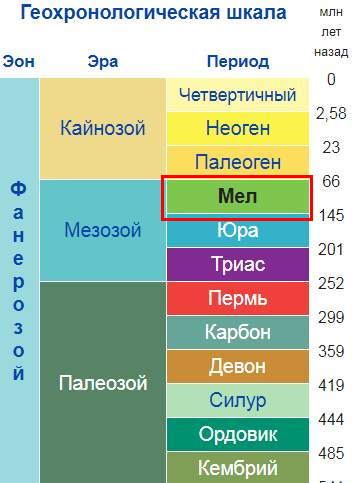 Геохронологическая шкала
млн
лет
назад
Эон Эра Период
0
Четвертичный
2,58
Кайнозой Неоген
23
Палеоген
66
Мел
145
Фанерозой
Мезозой Юра
201
Триас
252
Пермь
299
Карбон
359
Палеозой Девон
419
Силур
444
Ордовик
485
Кембрий